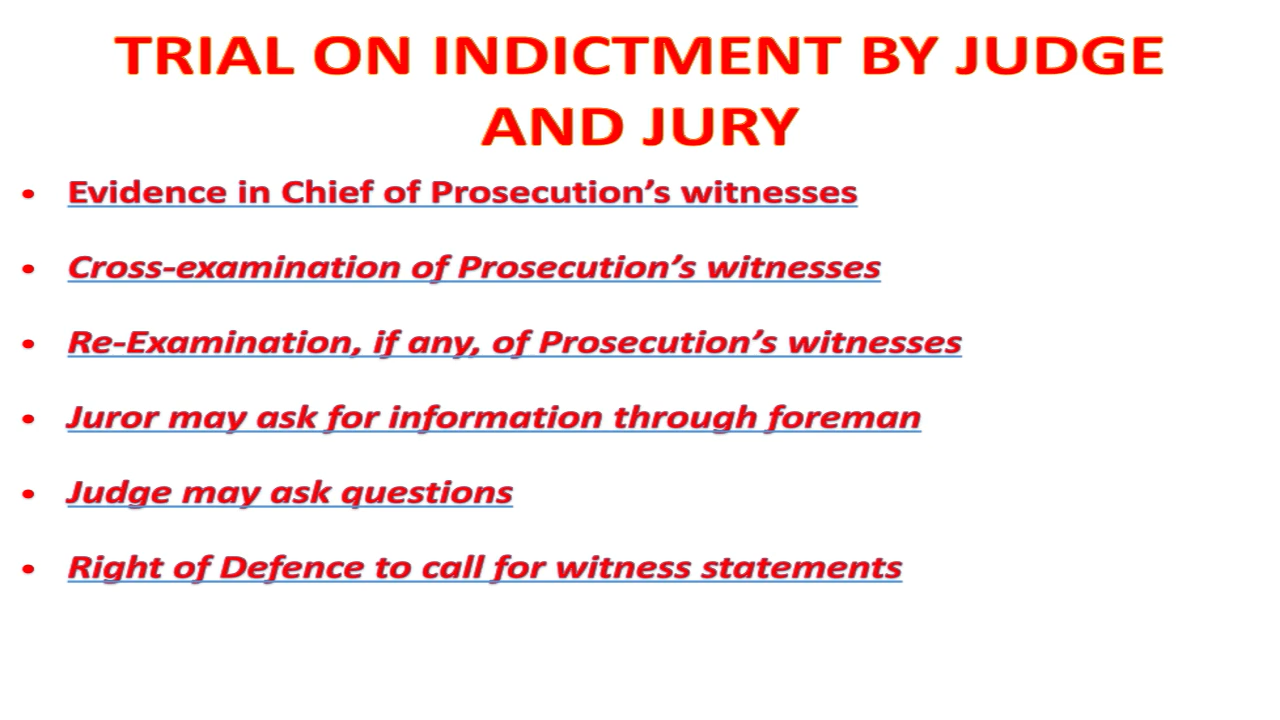 TRIAL ON INDICTMENT BY JUDGE
AND JURY
• Evidence in Chief of Prosecution’s witnesses
• Cross-examination of Prosecution’s witnesses
• Re-Examination, if any, of Prosecution’s witnesses
• Juror may ask for information through foreman
• Judge may ask questions
• Right of Defence to call for witness statements